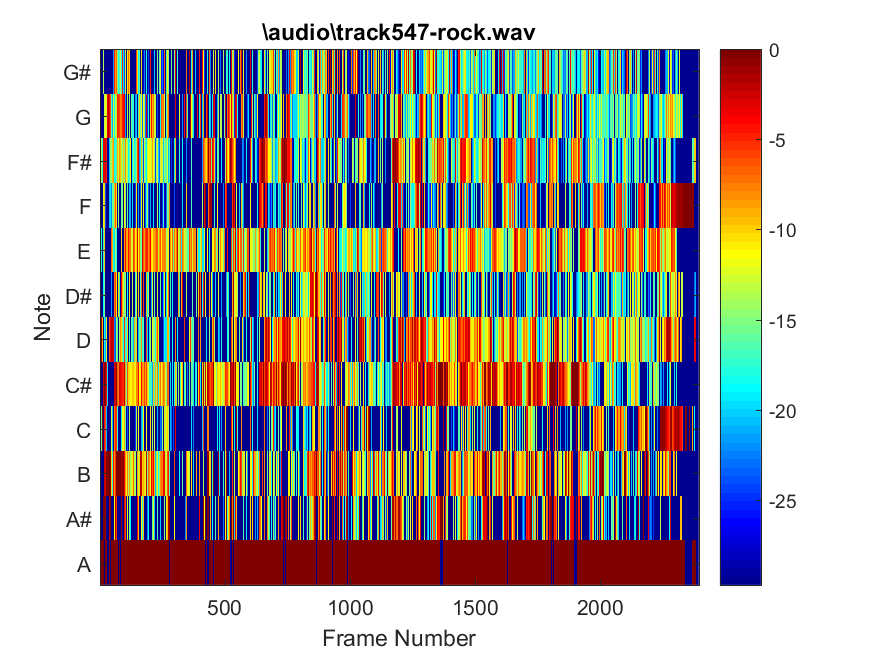 \audio\track547-rock.wav
G#
G
F#
F
E
D#
D
C#
C
B
A#
A
Note
500
1000
1500
2000
Frame Number
0
-5
-10
-15
-20
-25